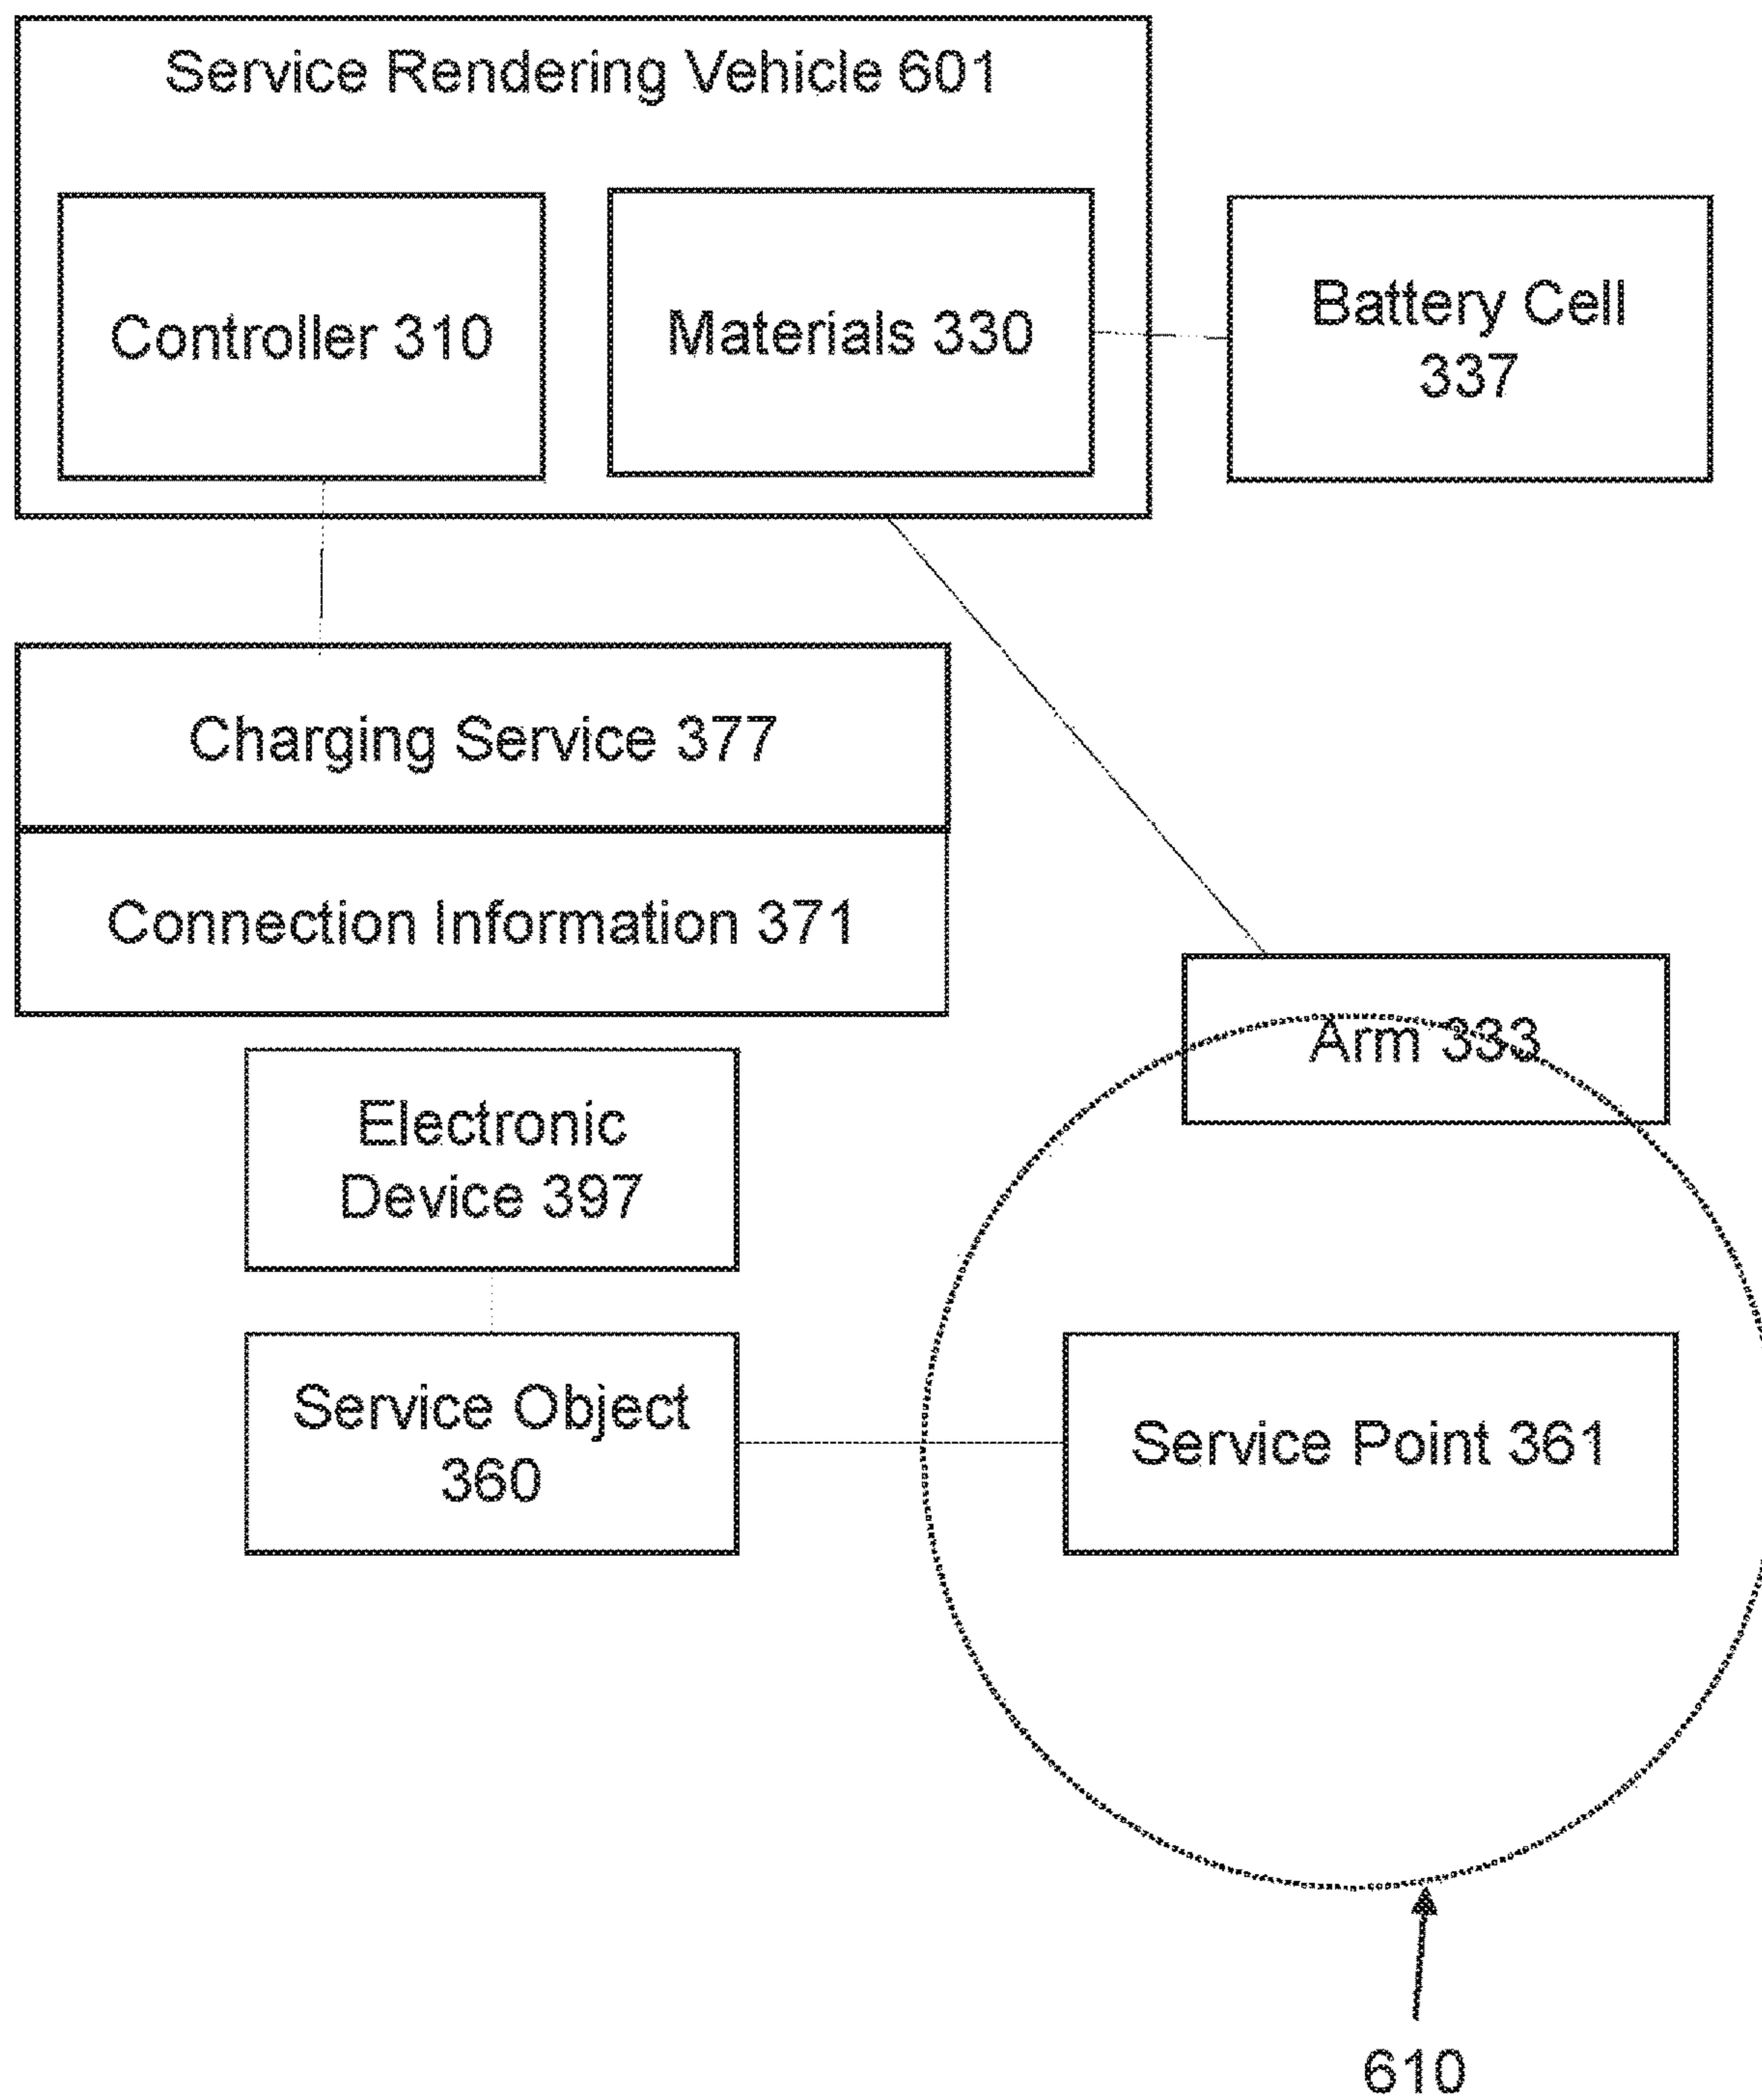 Service Rendering Vehicle 601
Controller 310
Materials 330
Battery Cell
337
Charging Service 377
Connection Information 371
Arm 333
Electronic
Device 397
Service Object
360
Service Point 361
610